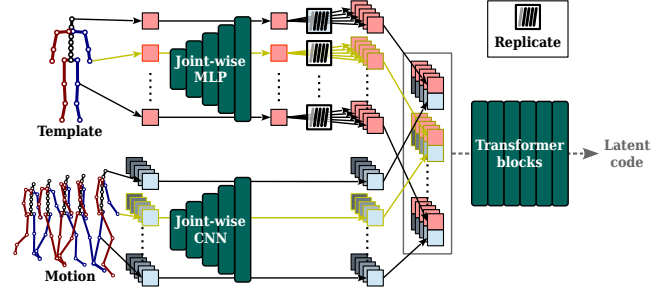 Replicate
Joint-wise
MLP
Template
Transformer
blocks
Latent
code
Joint-wise
CNN
Motion